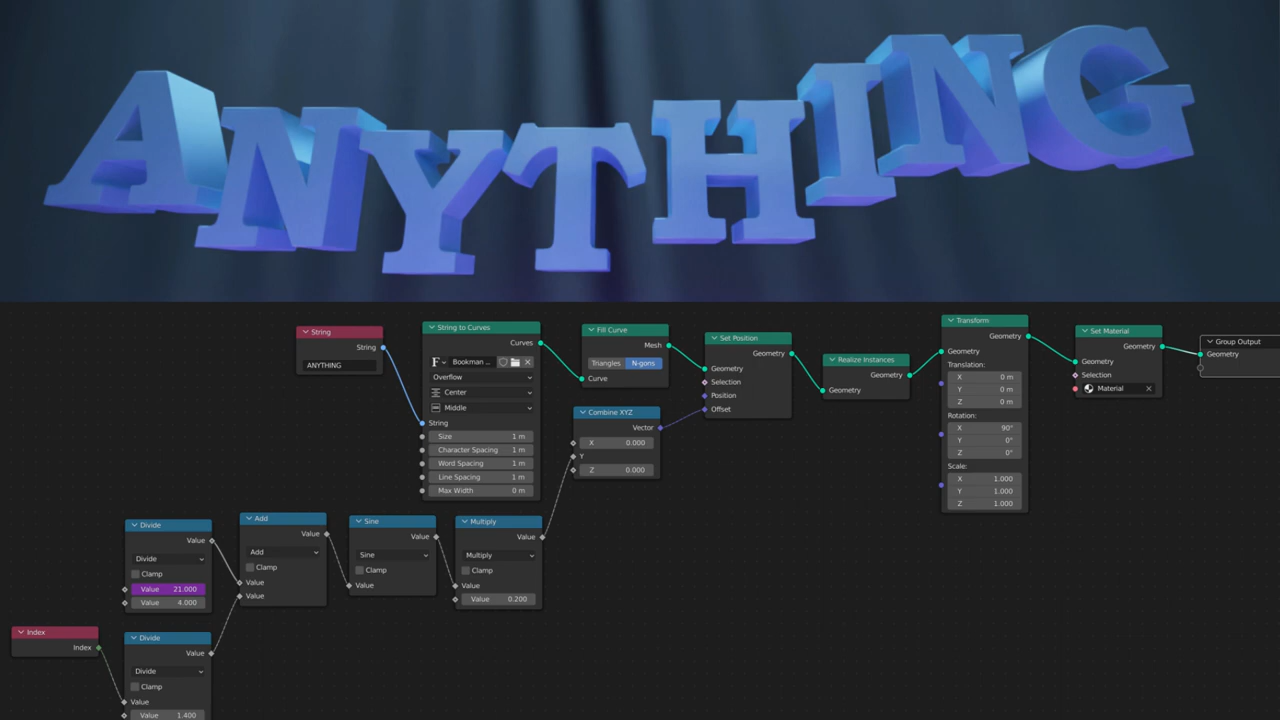 ANYTHING
String
String
ANYTHING
String to Curves
Curves
Bookman ...
Overflow
Center
Middle
String
Size 1 m
Character Spacing 1 m
Word Spacing 1 m
Line Spacing 1 m
Max Width 0 m
Fill Curve
Mesh
Triangles N-gons
Curve
Combine XYZ
Vector
X 0.000
Y
Z 0.000
Set Position
Geometry
Geometry
Selection
Position
Offset
Realize Instances
Geometry
Geometry
Transform
Geometry
Geometry
Translation:
X 0 m
Y 0 m
Z 0 m
Rotation:
X 90°
Y 0°
Z 0°
Scale:
X 1.000
Y 1.000
Z 1.000
Set Material
Geometry
Geometry
Selection
Material
Group Output
Geometry
Divide
Value
Divide
Clamp
Value 21.000
Value 4.000
Add
Value
Add
Clamp
Value
Value
Sine
Value
Sine
Clamp
Value
Multiply
Value
Multiply
Clamp
Value
Value 0.200
Index
Index
Divide
Value
Divide
Clamp
Value
Value 1.400